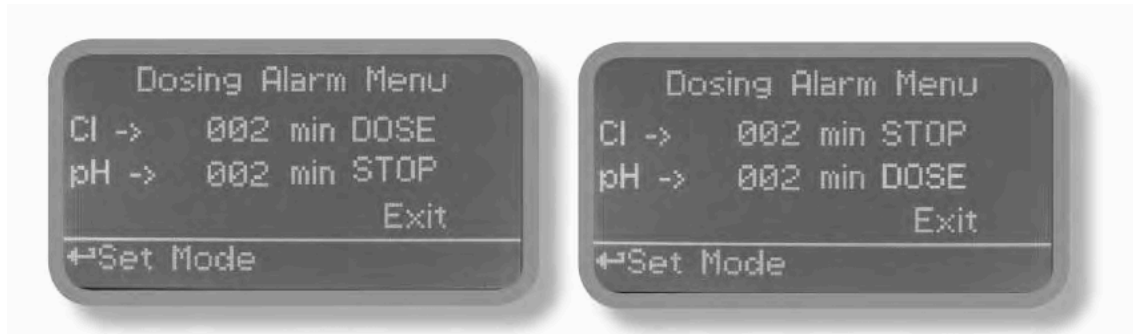 Dosing Alarm Menu
Cl -> 002 min DOSE
pH -> 002 min STOP
Exit
↵Set Mode
Dosing Alarm Menu
Cl -> 002 min STOP
pH -> 002 min DOSE
Exit
↵Set Mode